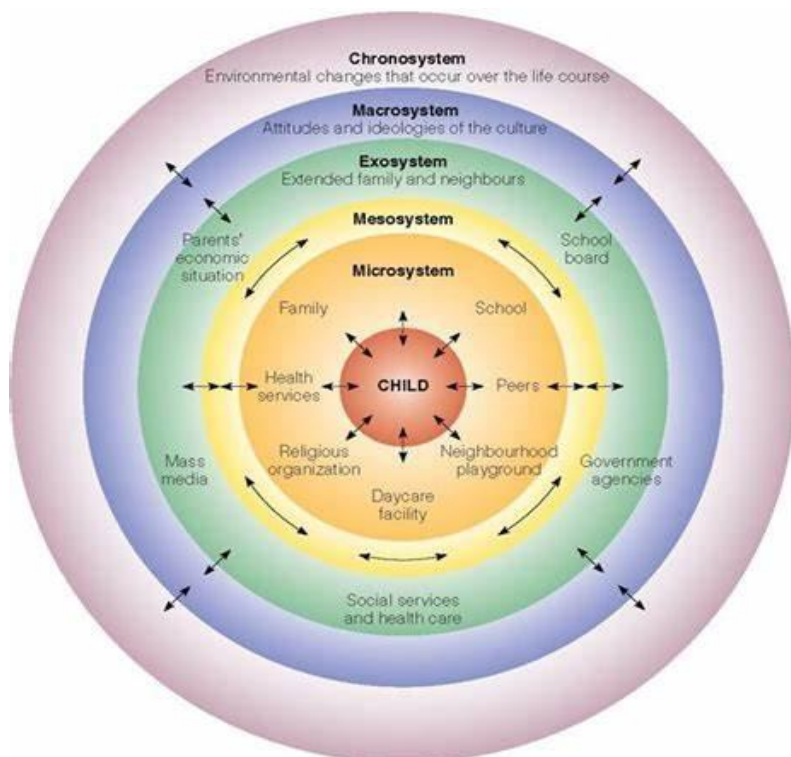 Chronosystem
Environmental changes that occur over the life course
Macrosystem
Attitudes and ideologies of the culture
Exosystem
Extended family and neighbours
Mesosystem
Parents'
economic
situation
School
board
Microsystem
Family
School
Health
services
CHILD
Peers
Religious
organization
Neighbourhood
playground
Mass
media
Government
agencies
Daycare
facility
Social services
and health care